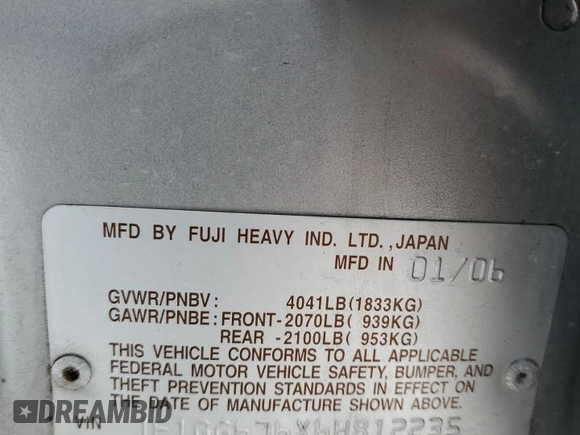 MFD BY FUJI HEAVY IND. LTD.,JAPAN
MFD IN 01/06
GVWR/PNBV: 4041LB(1833KG)
GAWR/PNBE:FRONT-2070LB( 939KG)
REAR -2100LB( 953KG)
THIS VEHICLE CONFORMS TO ALL APPLICABLE
FEDERAL MOTOR VEHICLE SAFETY, BUMPER, AND
THEFT PREVENTION STANDARDS IN EFFECT ON
THE DATE OF MANUFACTURE SHOWN ABOVE.
VIN
DREAMBID